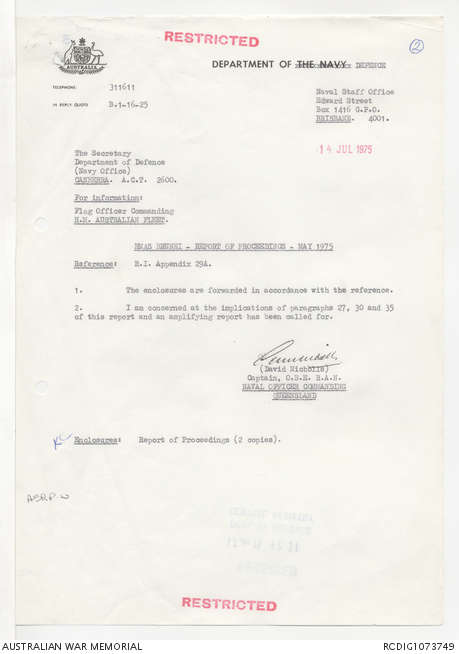 RESTRICTED
2
AUSTRALIA
DEPARTMENT OF THE NAVY DEFENCE
TELEPHONE: 311611
IN REPLY QUOTE B.1-16-25
Naval Staff Office
Edward Street
Box 1416 G.P.O.
BRISBANE. 4001.
14 JUL 1975
The Secretary
Department of Defence
(Navy Office)
CANBERRA. A.C.T. 2600.
For information:
Flag Officer Commanding
H.M. AUSTRALIAN FLEET.
- REPORT OF PROCEEDINGS - MAY 1975
Reference: R.I. Appendix 29A.
1. The enclosures are forwarded in accordance with the reference.
2. I am concerned at the implications of paragraphs 27, 30 and 35
of this report and an amplifying report has been called for.
(David Nicholls)
Captain, O.B.E. R.A.N.
NAVAL OFFICER COMMANDING
QUEENSLAND
Enclosures: Report of Proceedings (2 copies).
RESTRICTED
AUSTRALIAN WAR MEMORIAL
RCDIG1073749